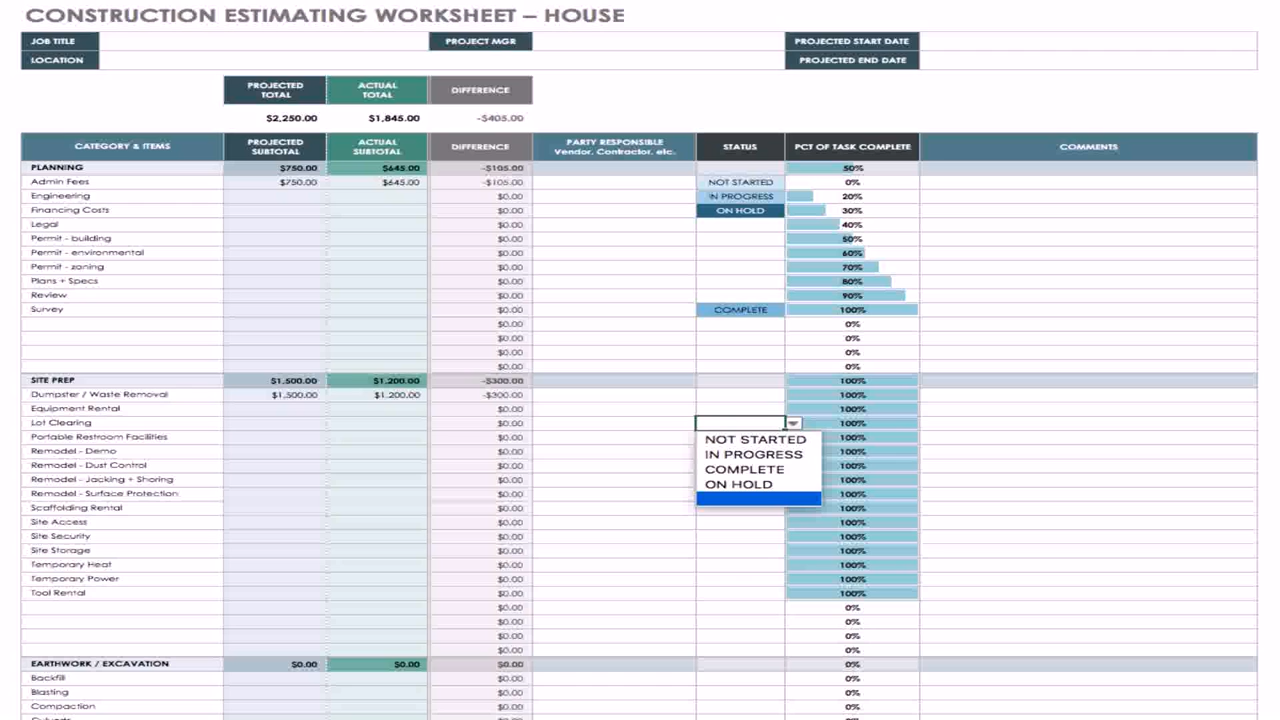 CONSTRUCTION ESTIMATING WORKSHEET – HOUSE
JOB TITLE PROJECT MGR PROJECTED START DATE
LOCATION PROJECTED END DATE
PROJECTED TOTAL ACTUAL TOTAL DIFFERENCE
$2,250.00 $1,845.00 -$405.00
CATEGORY & ITEMS PROJECTED SUBTOTAL ACTUAL SUBTOTAL DIFFERENCE PARTY RESPONSIBLE Vendor, Contractor, etc. STATUS PCT OF TASK COMPLETE COMMENTS
PLANNING $750.00 $645.00 -$105.00 50%
Admin Fees $750.00 $645.00 -$105.00 NOT STARTED 0%
Engineering $0.00 IN PROGRESS 20%
Financing Costs $0.00 ON HOLD 30%
Legal $0.00 40%
Permit - building $0.00 50%
Permit - environmental $0.00 60%
Permit - zoning $0.00 70%
Plans + Specs $0.00 80%
Review $0.00 90%
Survey $0.00 COMPLETE 100%
$0.00 0%
$0.00 0%
$0.00 0%
$0.00 0%
SITE PREP $1,500.00 $1,200.00 -$300.00 100%
Dumpster / Waste Removal $1,500.00 $1,200.00 -$300.00 100%
Equipment Rental $0.00 100%
Lot Clearing $0.00 100%
Portable Restroom Facilities $0.00 NOT STARTED 100%
Remodel - Demo $0.00 IN PROGRESS 100%
Remodel - Dust Control $0.00 COMPLETE 100%
Remodel - Jacking + Shoring $0.00 ON HOLD 100%
Remodel - Surface Protection $0.00 100%
Scaffolding Rental $0.00 100%
Site Access $0.00 100%
Site Security $0.00 100%
Site Storage $0.00 100%
Temporary Heat $0.00 100%
Temporary Power $0.00 100%
Tool Rental $0.00 100%
$0.00 0%
$0.00 0%
$0.00 0%
$0.00 0%
EARTHWORK / EXCAVATION $0.00 $0.00 $0.00 0%
Backfill $0.00 0%
Blasting $0.00 0%
Compaction $0.00 0%